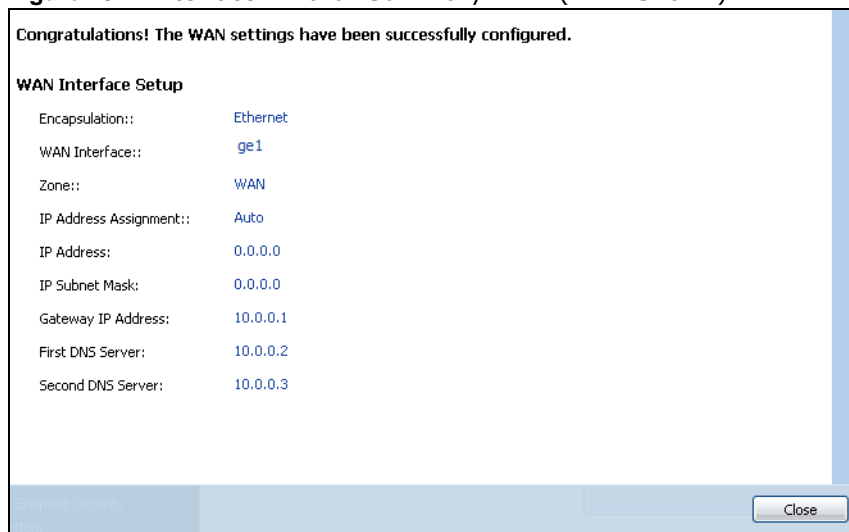 Congratulations! The WAN settings have been successfully configured.
WAN Interface Setup
Encapsulation:: Ethernet
WAN Interface:: ge1
Zone:: WAN
IP Address Assignment:: Auto
IP Address: 0.0.0.0
IP Subnet Mask: 0.0.0.0
Gateway IP Address: 10.0.0.1
First DNS Server: 10.0.0.2
Second DNS Server: 10.0.0.3
Endpoint Security
Close